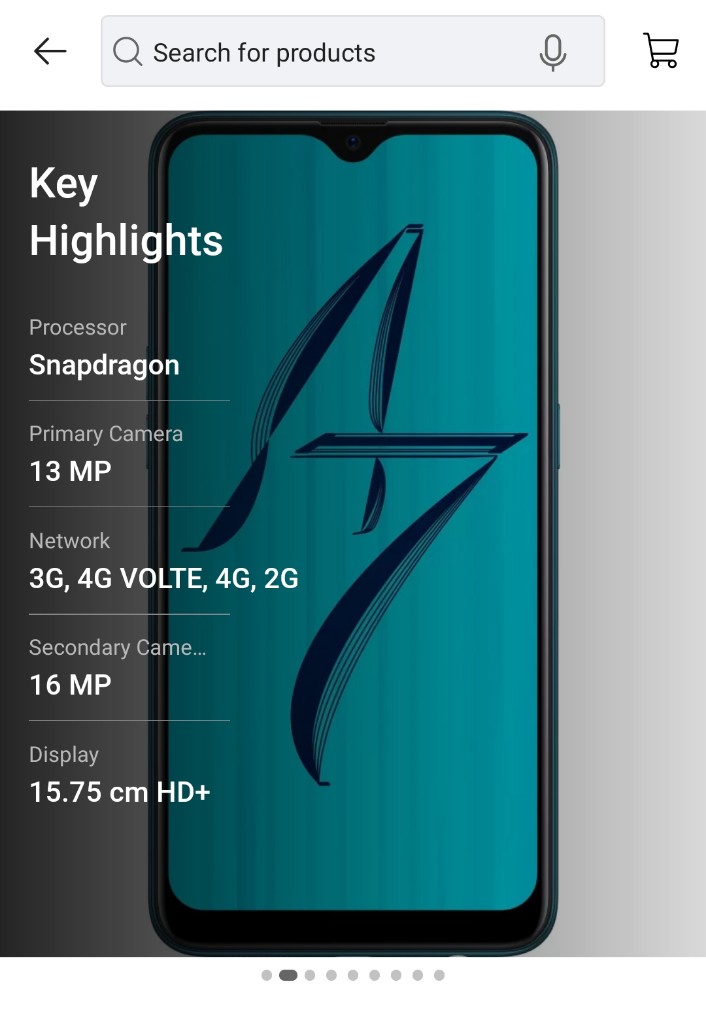 Search for products
Key
Highlights
Processor
Snapdragon
Primary Camera
13 MP
Network
3G, 4G VOLTE, 4G, 2G
Secondary Came...
16 MP
Display
15.75 cm HD+
A
7